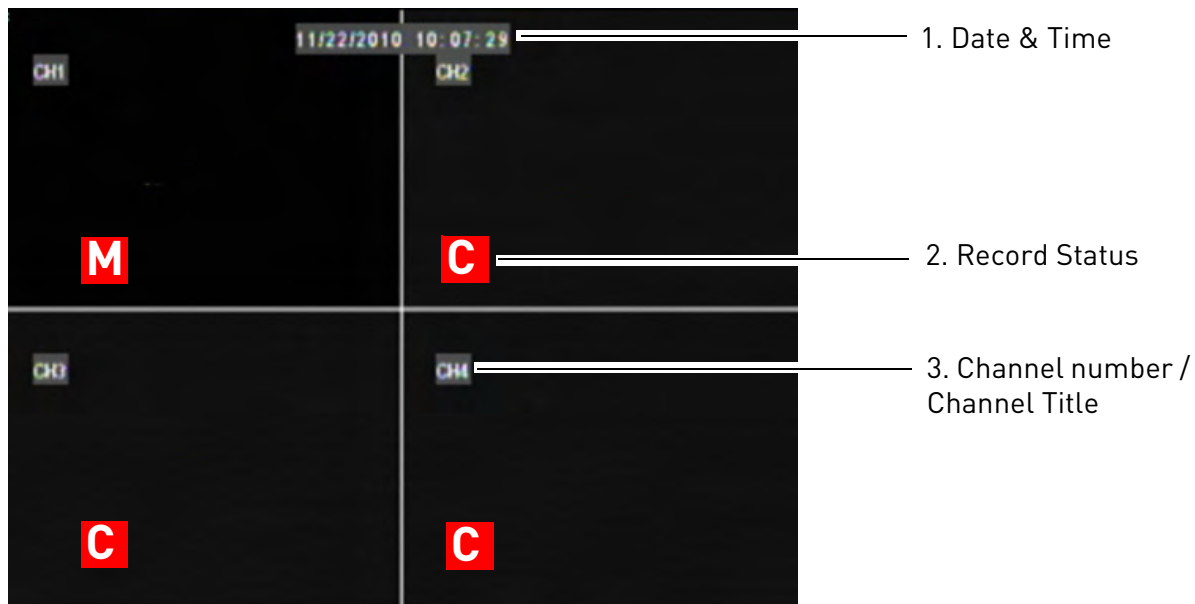 11/22/2010 10:07:29
1. Date & Time
CH1
CH2
M
C
2. Record Status
CH3
CH4
3. Channel number /
Channel Title
C
C